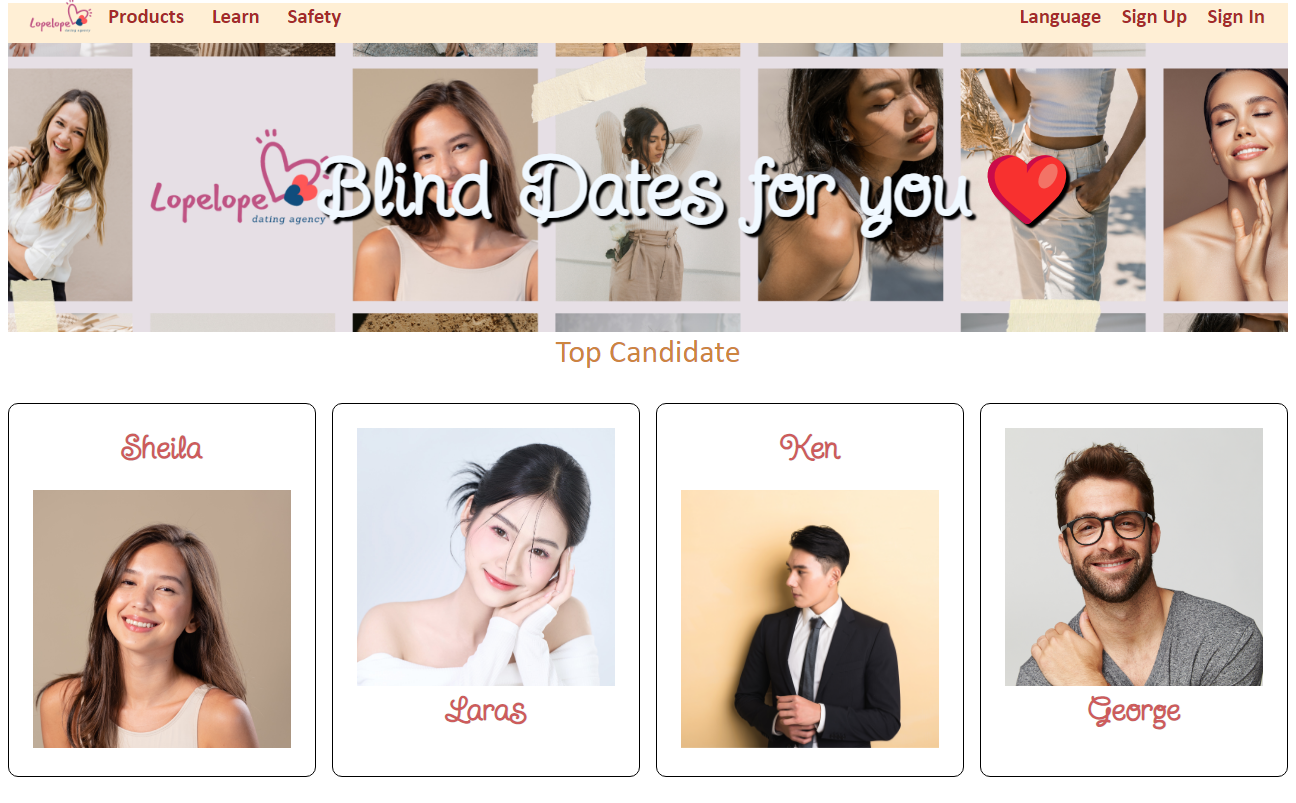 Lopelope
dating agency
Products Learn Safety
Language Sign Up Sign In
Lopelope
dating agency
Blind Dates for you
Top Candidate
Sheila
Laras
Ken
George